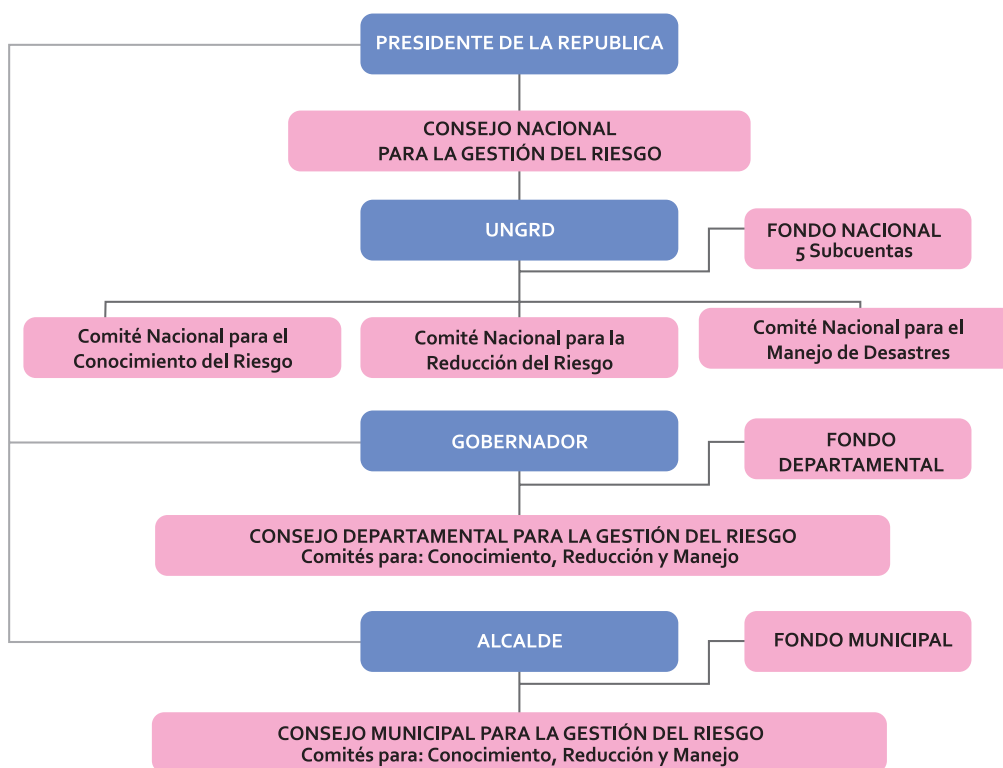 PRESIDENTE DE LA REPUBLICA
CONSEJO NACIONAL
PARA LA GESTIÓN DEL RIESGO
UNGRD
FONDO NACIONAL
5 Subcuentas
Comité Nacional para el
Conocimiento del Riesgo
Comité Nacional para la
Reducción del Riesgo
Comité Nacional para el
Manejo de Desastres
GOBERNADOR
FONDO
DEPARTAMENTAL
CONSEJO DEPARTAMENTAL PARA LA GESTIÓN DEL RIESGO
Comités para: Conocimiento, Reducción y Manejo
ALCALDE
FONDO MUNICIPAL
CONSEJO MUNICIPAL PARA LA GESTIÓN DEL RIESGO
Comités para: Conocimiento, Reducción y Manejo